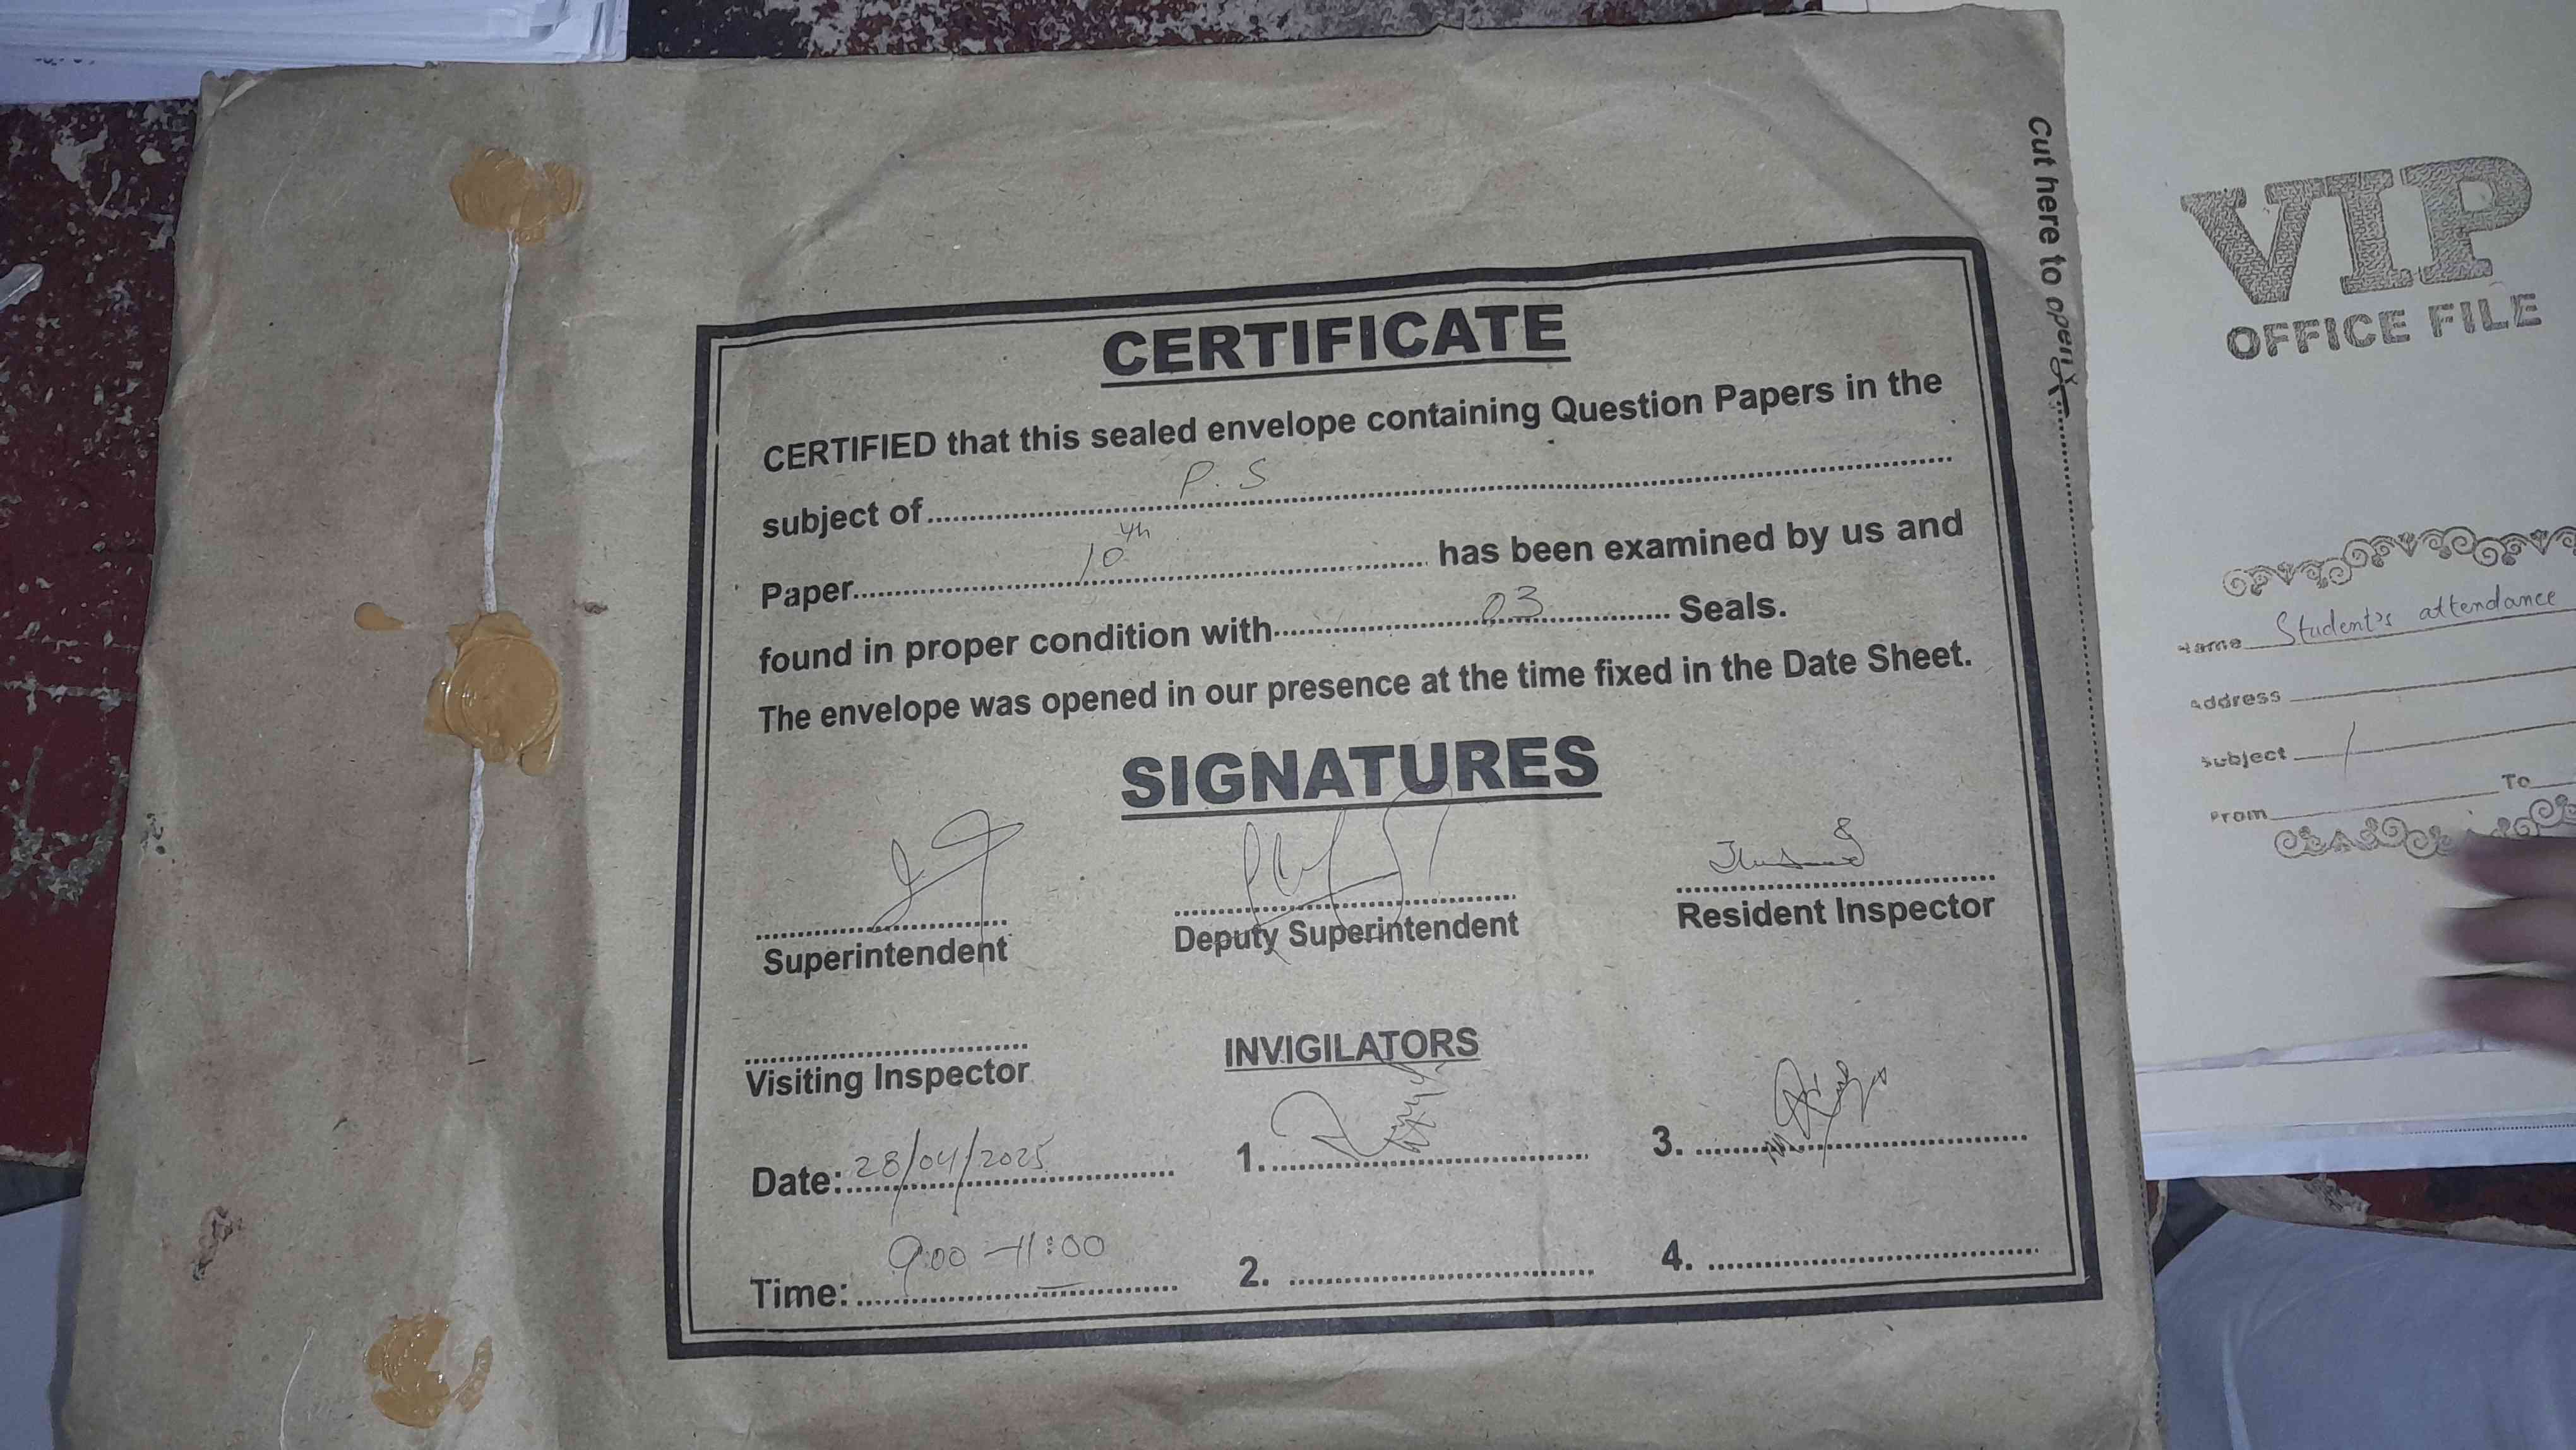 Cut here to open
CERTIFICATE
CERTIFIED that this sealed envelope containing Question Papers in the
subject of P.S
Paper 10th has been examined by us and
found in proper condition with 03 Seals.
The envelope was opened in our presence at the time fixed in the Date Sheet.
SIGNATURES
Superintendent
Deputy Superintendent
Resident Inspector
Visiting Inspector
INVIGILATORS
Date: 28/04/2025
1.
3.
Time: 9:00 - 11:00
2.
4.
VIP
OFFICE FILE
Name Student's attendance
Address
Subject
From To